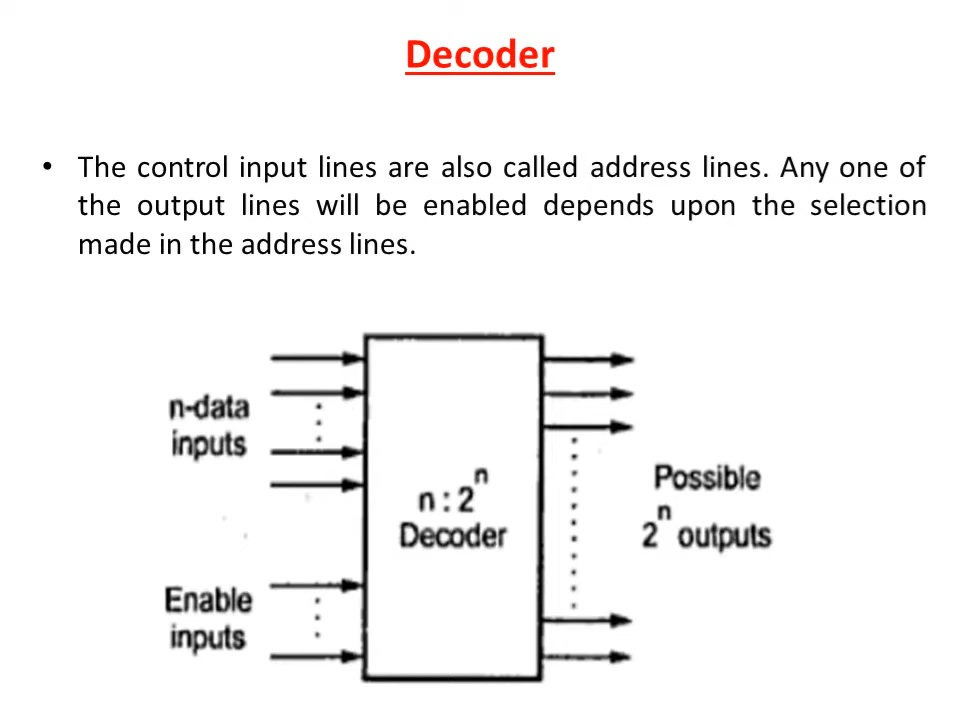 Decoder
• The control input lines are also called address lines. Any one of
the output lines will be enabled depends upon the selection
made in the address lines.
n-data
inputs
n : 2ⁿ
Decoder
Possible
2ⁿ outputs
Enable
inputs